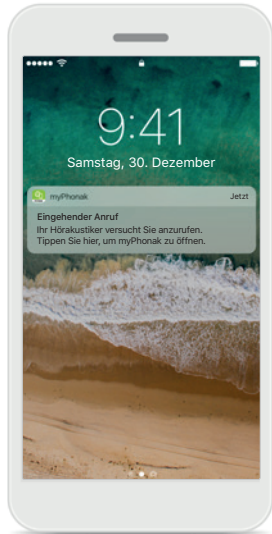 9:41
Samstag, 30. Dezember
myPhonak
Jetzt
Eingehender Anruf
Ihr Hörakustiker versucht Sie anzurufen.
Tippen Sie hier, um myPhonak zu öffnen.